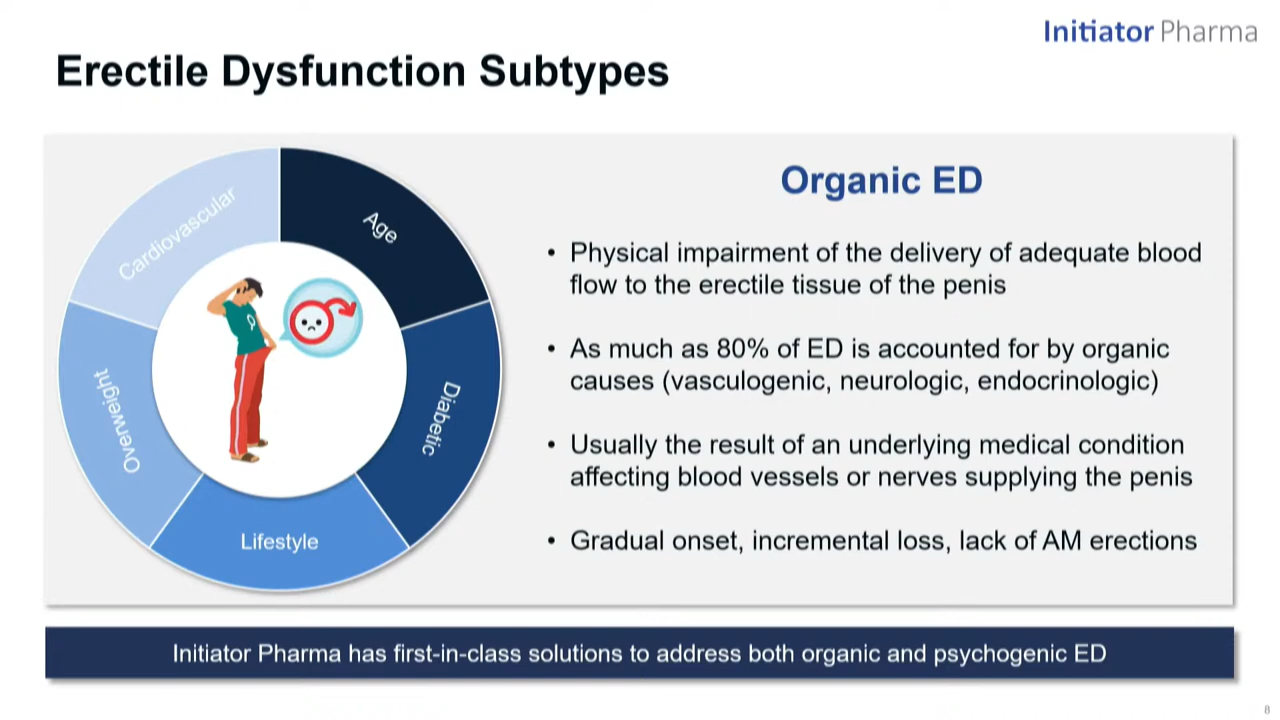 Initiator Pharma
Erectile Dysfunction Subtypes
Cardiovascular
Age
Overweight
Diabetic
Lifestyle
Organic ED
• Physical impairment of the delivery of adequate blood
flow to the erectile tissue of the penis
• As much as 80% of ED is accounted for by organic
causes (vasculogenic, neurologic, endocrinologic)
• Usually the result of an underlying medical condition
affecting blood vessels or nerves supplying the penis
• Gradual onset, incremental loss, lack of AM erections
Initiator Pharma has first-in-class solutions to address both organic and psychogenic ED
8